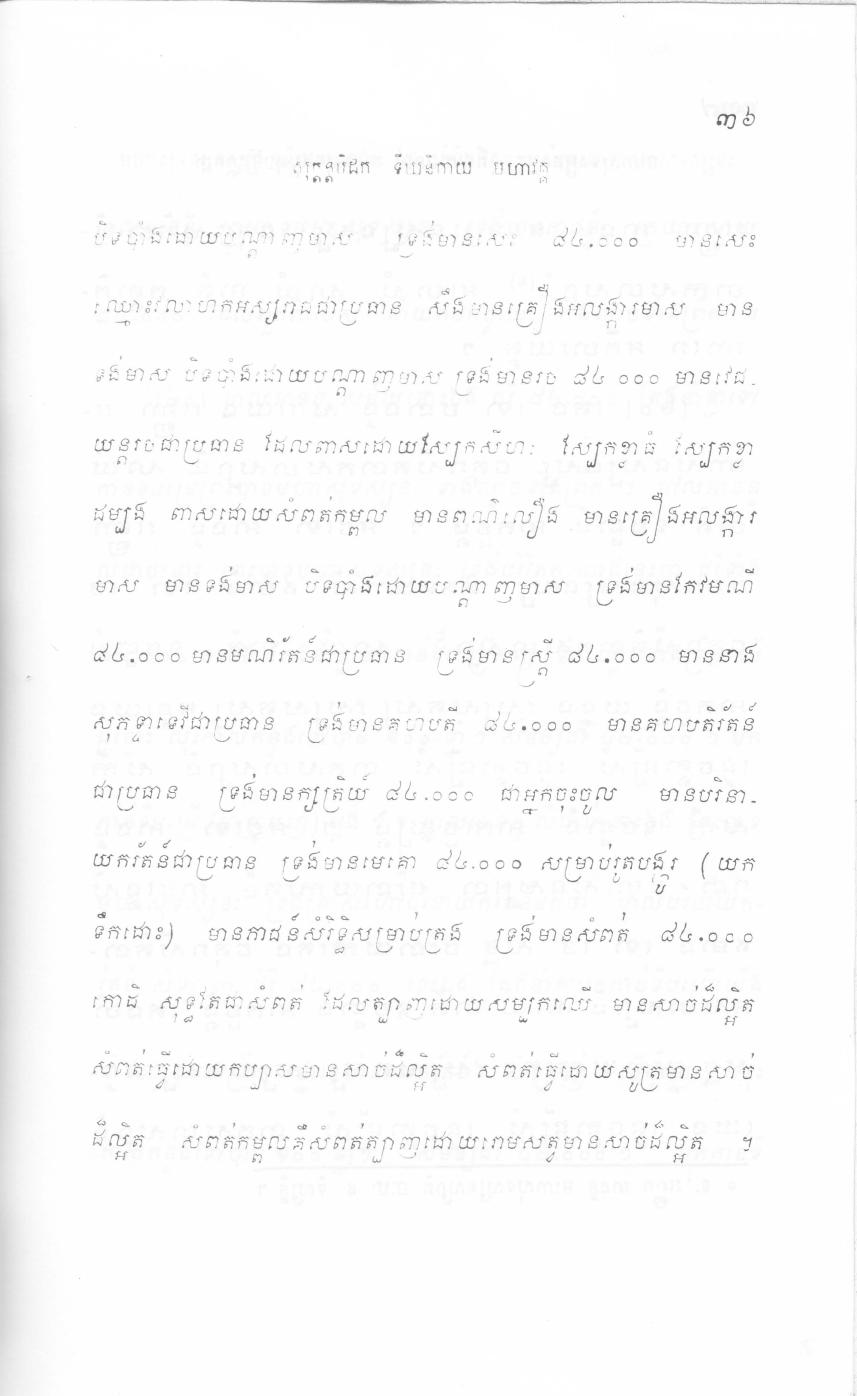 ៣៦
សុត្តន្តបិដក ទីឃនិកាយ មហាវគ្គ
បិទបាំងដោយបណ្តាញមាស ទ្រង់មានសេះ ៨៤.០០០ មានសេះ
ឈ្មោះវលាហកអស្សរាជជាប្រធាន សឹងមានគ្រឿងអលង្ការមាស មាន
ទង់មាស បិទបាំងដោយបណ្តាញមាស ទ្រង់មានរថ ៨៤ ០០០ មានវេជ-
យន្តរថជាប្រធាន ដែលពាសដោយស្បែកសីហៈ ស្បែកខ្លាធំ ស្បែកខ្លា
ដម្បង ពាសដោយសំពត់កម្ពល មានពណ៌លឿង មានគ្រឿងអលង្ការ
មាស មានទង់មាស បិទបាំងដោយបណ្តាញមាស ទ្រង់មានកែវមណី
៨៤.០០០ មានមណិរ័តន៍ជាប្រធាន ទ្រង់មានស្រ្តី ៨៤.០០០ មាននាង
សុភទ្ទាទេវីជាប្រធាន ទ្រង់មានគហបតី ៨៤.០០០ មានគហបតិរ័តន៍
ជាប្រធាន ទ្រង់មានក្សត្រិយ៍ ៨៤.០០០ ជាអ្នកចុះចូល មានបរិនា-
យករ័តន៍ជាប្រធាន ទ្រង់មានមេគោ ៨៤.០០០ សម្រាប់រូតបង្ហូរ (យក
ទឹកដោះ) មានភាជន៍សំរិទ្ធិសម្រាប់ត្រង ទ្រង់មានសំពត់ ៨៤.០០០
កោដិ សុទ្ធតែជាសំពត់ ដែលត្បាញដោយសម្បកឈើ មានសាច់ដ៏ល្អិត
សំពត់ធ្វើដោយកប្បាសមានសាច់ដ៏ល្អិត សំពត់ធ្វើដោយសូត្រមានសាច់
ដ៏ល្អិត សំពត់កម្ពលគឺសំពត់ត្បាញដោយរោមសត្វមានសាច់ដ៏ល្អិត ។